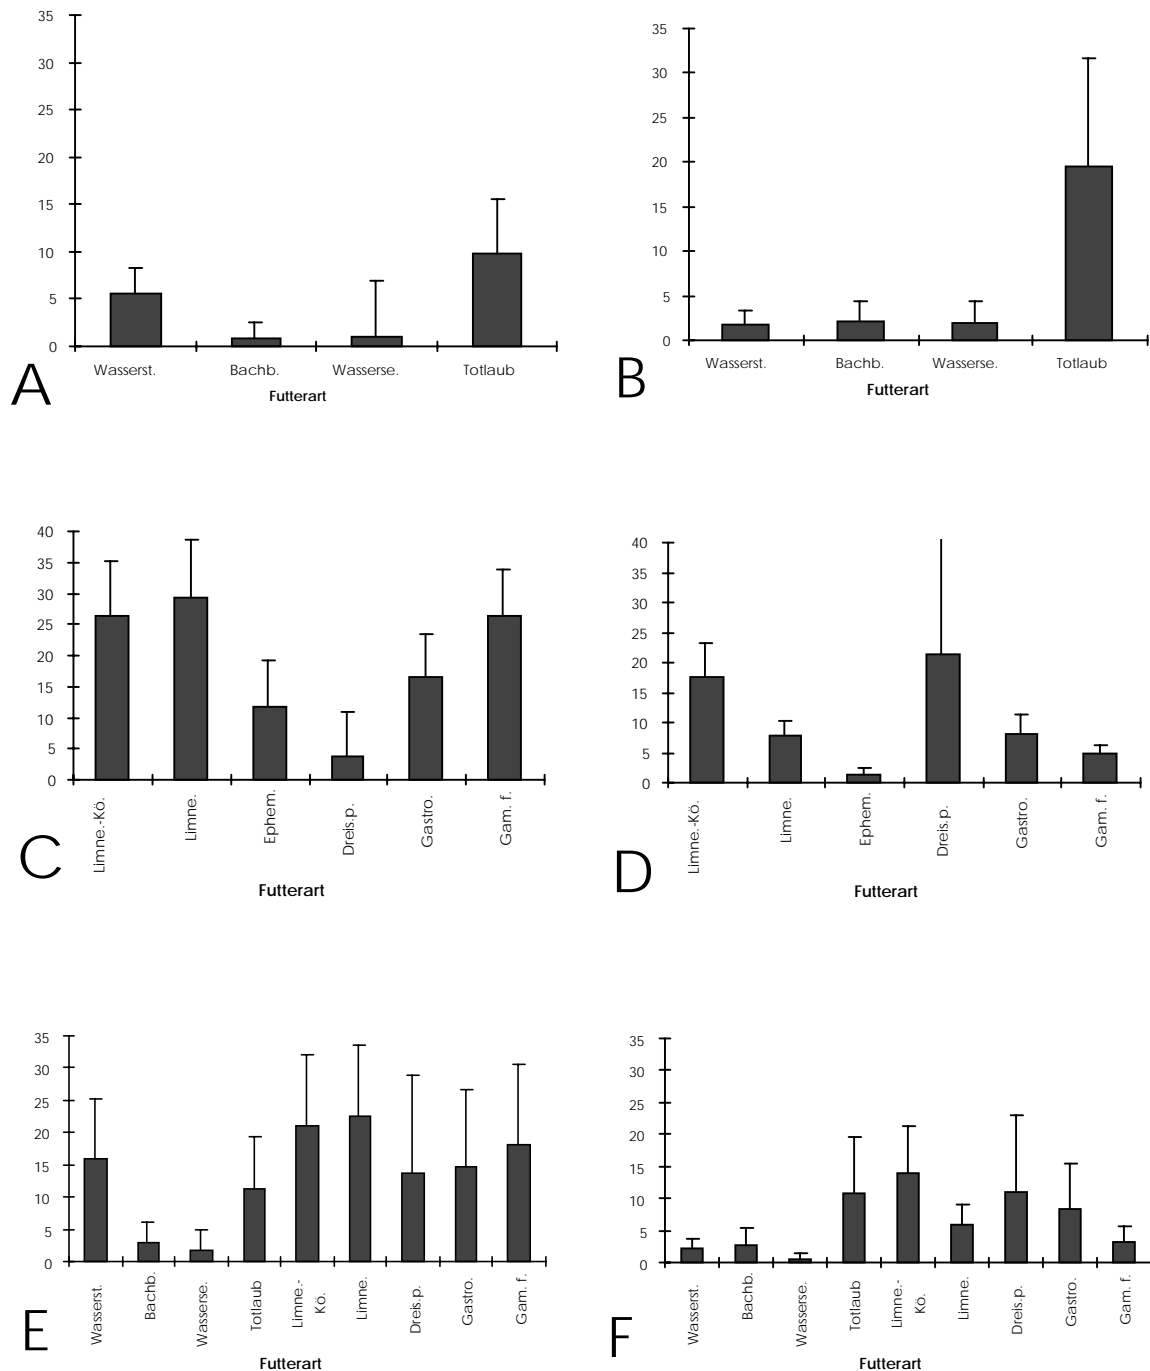 35
30
25
20
15
10
5
0
Wasserst. Bachb. Wasserse. Totlaub
Futterart
A
35
30
25
20
15
10
5
0
Wasserst. Bachb. Wasserse. Totlaub
Futterart
B
40
35
30
25
20
15
10
5
0
Limne.-Kö. Limne. Ephem. Dreis.p. Gastro. Gam. f.
Futterart
C
40
35
30
25
20
15
10
5
0
Limne.-Kö. Limne. Ephem. Dreis.p. Gastro. Gam. f.
Futterart
D
35
30
25
20
15
10
5
0
Wasserst. Bachb. Wasserse. Totlaub Limne.-Kö. Limne. Dreis.p. Gastro. Gam. f.
Futterart
E
35
30
25
20
15
10
5
0
Wasserst. Bachb. Wasserse. Totlaub Limne.-Kö. Limne. Dreis.p. Gastro. Gam. f.
Futterart
F